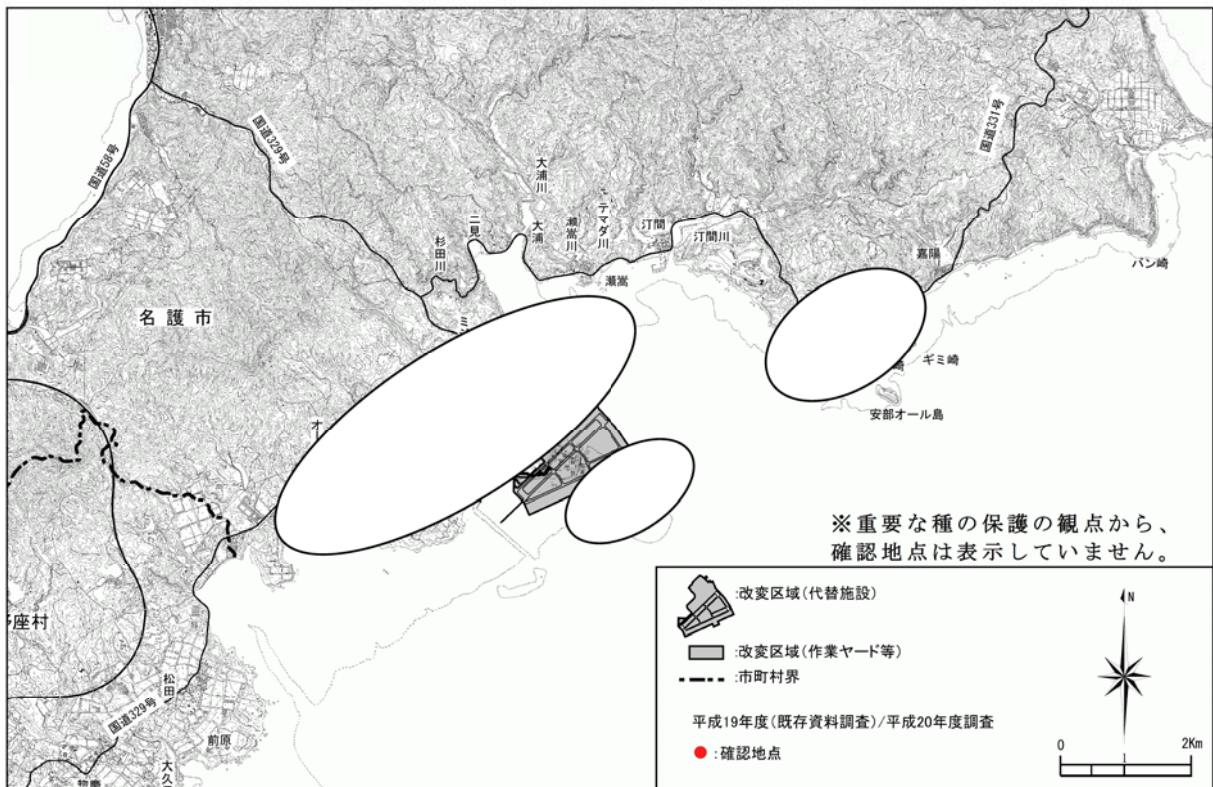 国道58号
国道329号
国道331号
大浦川
二見
大浦
瀬嵩川
テマダ川
汀間
汀間川
杉田川
瀬嵩
嘉陽
バン崎
名護市
崎
ギミ崎
安部オール島
オ
※重要な種の保護の観点から、
確認地点は表示していません。
座村
松田
国道329号
前原
:改変区域(代替施設)
:改変区域(作業ヤード等)
:市町村界
平成19年度(既存資料調査)/平成20年度調査
:確認地点
N
0
1
2Km